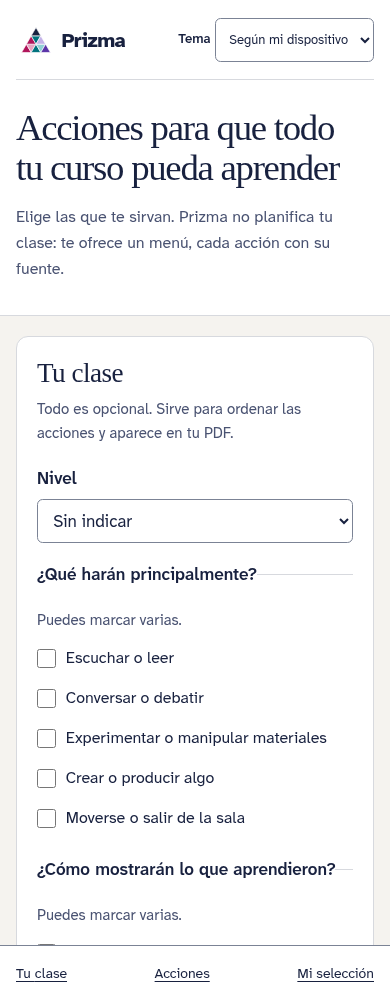 Prizma
Tema
Según mi dispositivo
Acciones para que todo
tu curso pueda aprender
Elige las que te sirvan. Prizma no planifica tu
clase: te ofrece un menú, cada acción con su
fuente.
Tu clase
Todo es opcional. Sirve para ordenar las
acciones y aparece en tu PDF.
Nivel
Sin indicar
¿Qué harán principalmente?
Puedes marcar varias.
Escuchar o leer
Conversar o debatir
Experimentar o manipular materiales
Crear o producir algo
Moverse o salir de la sala
¿Cómo mostrarán lo que aprendieron?
Puedes marcar varias.
Tu clase
Acciones
Mi selección